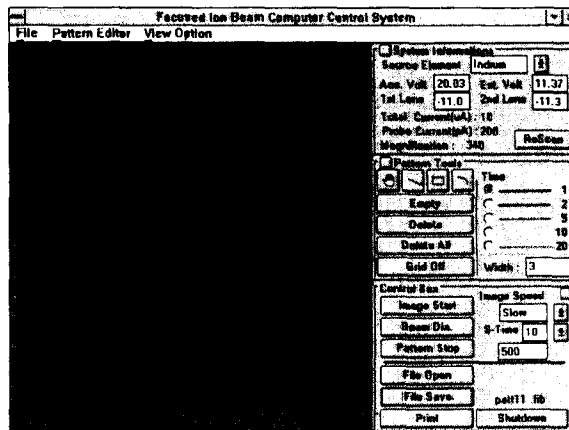 Focused Ion Beam Computer Control System
File Pattern Editor View Option
System Informations
Source Element Indium
Acc. Volt 20.03 Ext. Volt 11.37
1st Lens -11.0 2nd Lens -11.3
Total Current(uA) : 10
Probe Current(pA) : 200
Magnification : 340 ReScan
Pattern Tools
Time
1
Empty 2
Delete 5
Delete All 10
20
Grid Off Width : 3
Control Box
Image Start Image Speed
Slow
Beam Dia. S-Time 10
Pattern Stop 500
File Open
File Save. patt11 .fib
Print Shutdown